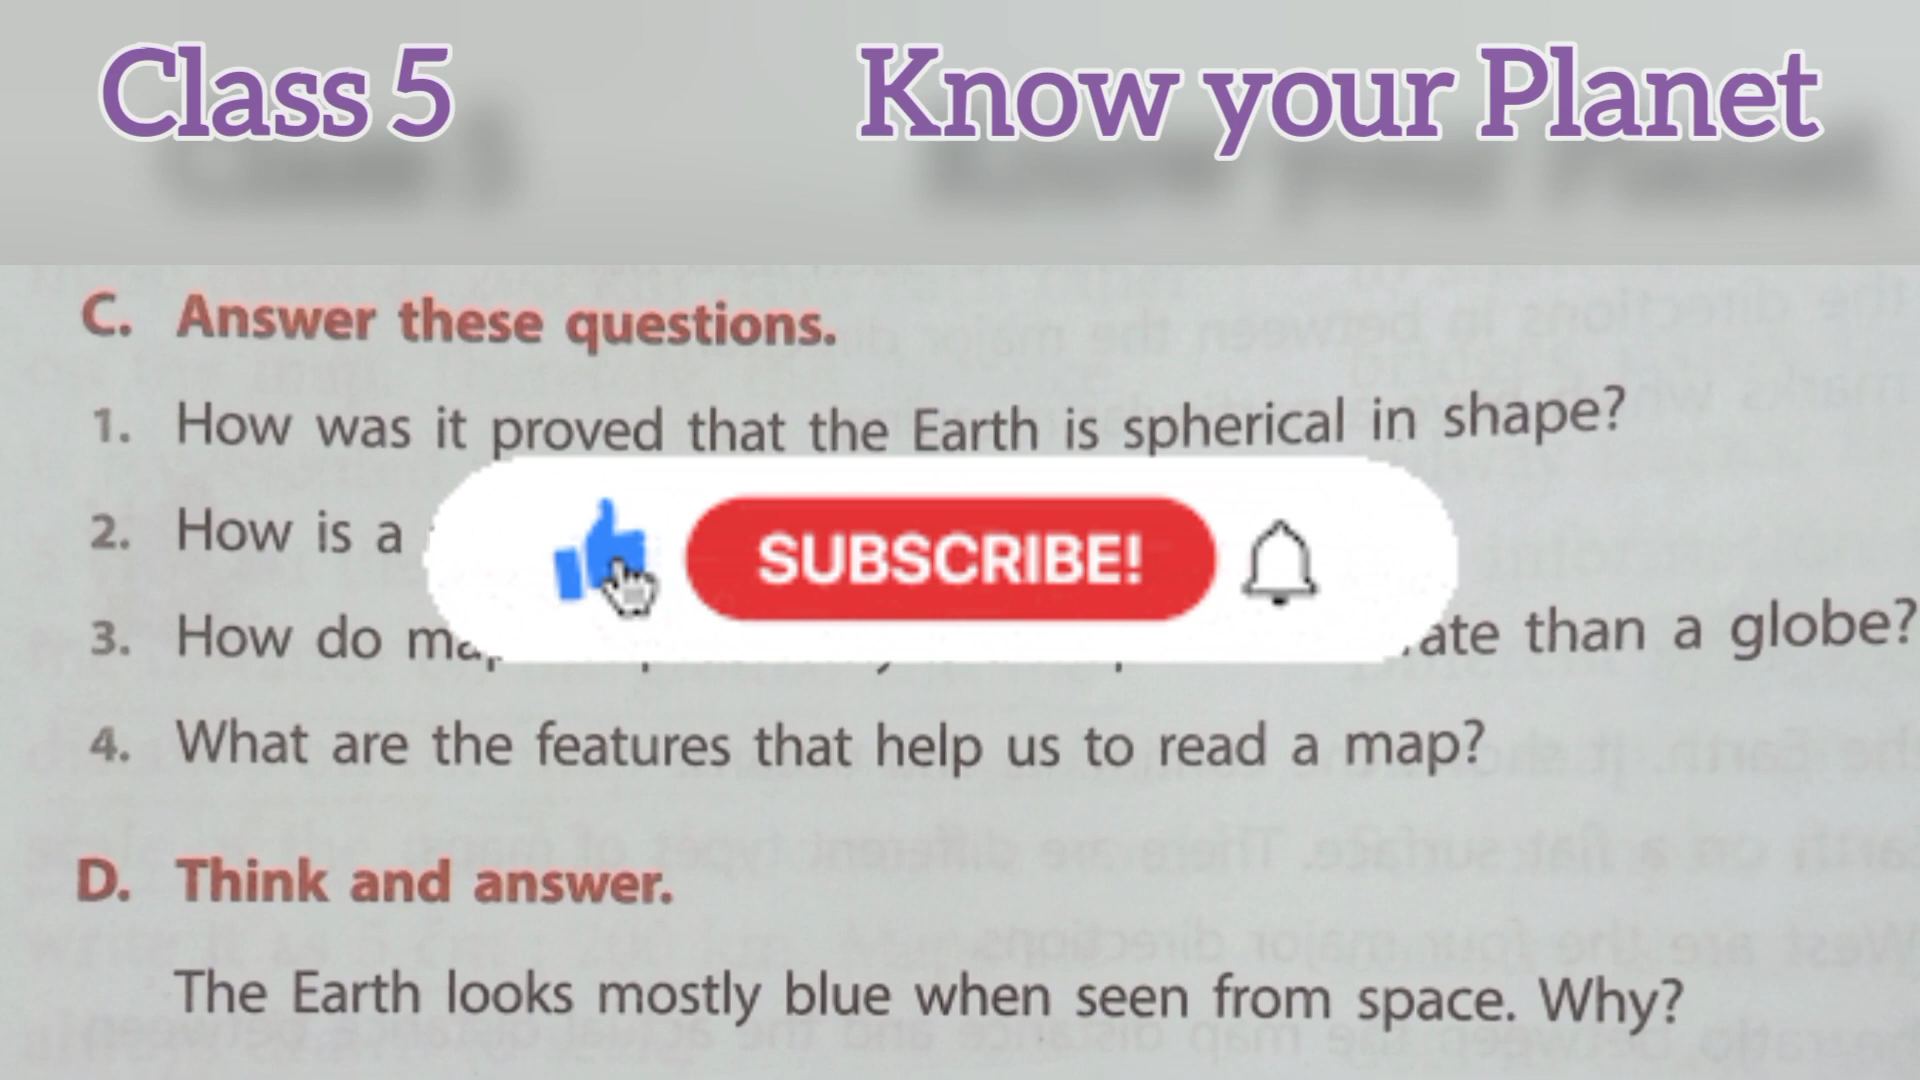 Class 5 Know your Planet
C. Answer these questions.
1. How was it proved that the Earth is spherical in shape?
2. How is a
SUBSCRIBE!
3. How do than a globe?
4. What are the features that help us to read a map?
D. Think and answer.
The Earth looks mostly blue when seen from space. Why?